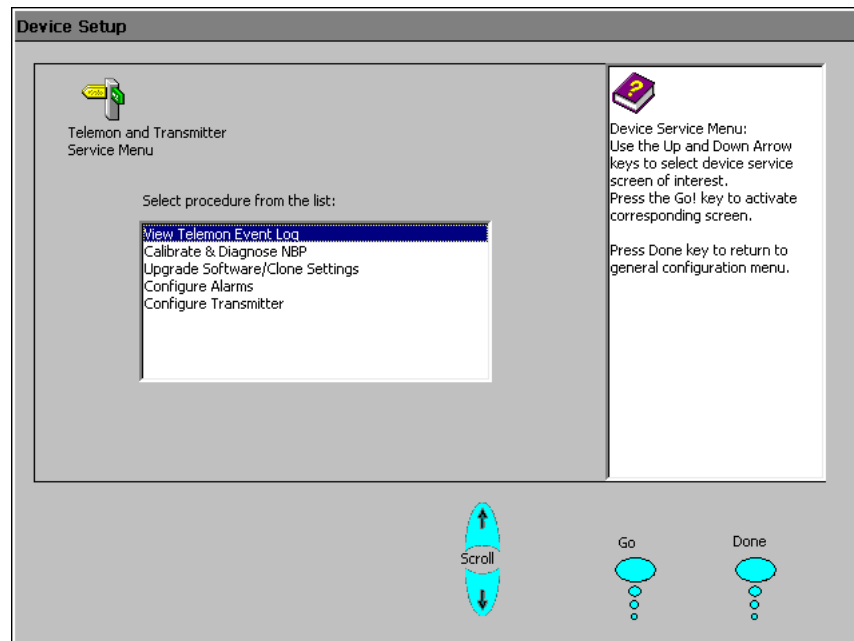 Device Setup
Telemon and Transmitter
Service Menu
Select procedure from the list:
View Telemon Event Log
Calibrate & Diagnose NBP
Upgrade Software/Clone Settings
Configure Alarms
Configure Transmitter
Device Service Menu:
Use the Up and Down Arrow
keys to select device service
screen of interest.
Press the Go! key to activate
corresponding screen.
Press Done key to return to
general configuration menu.
Scroll
Go
Done